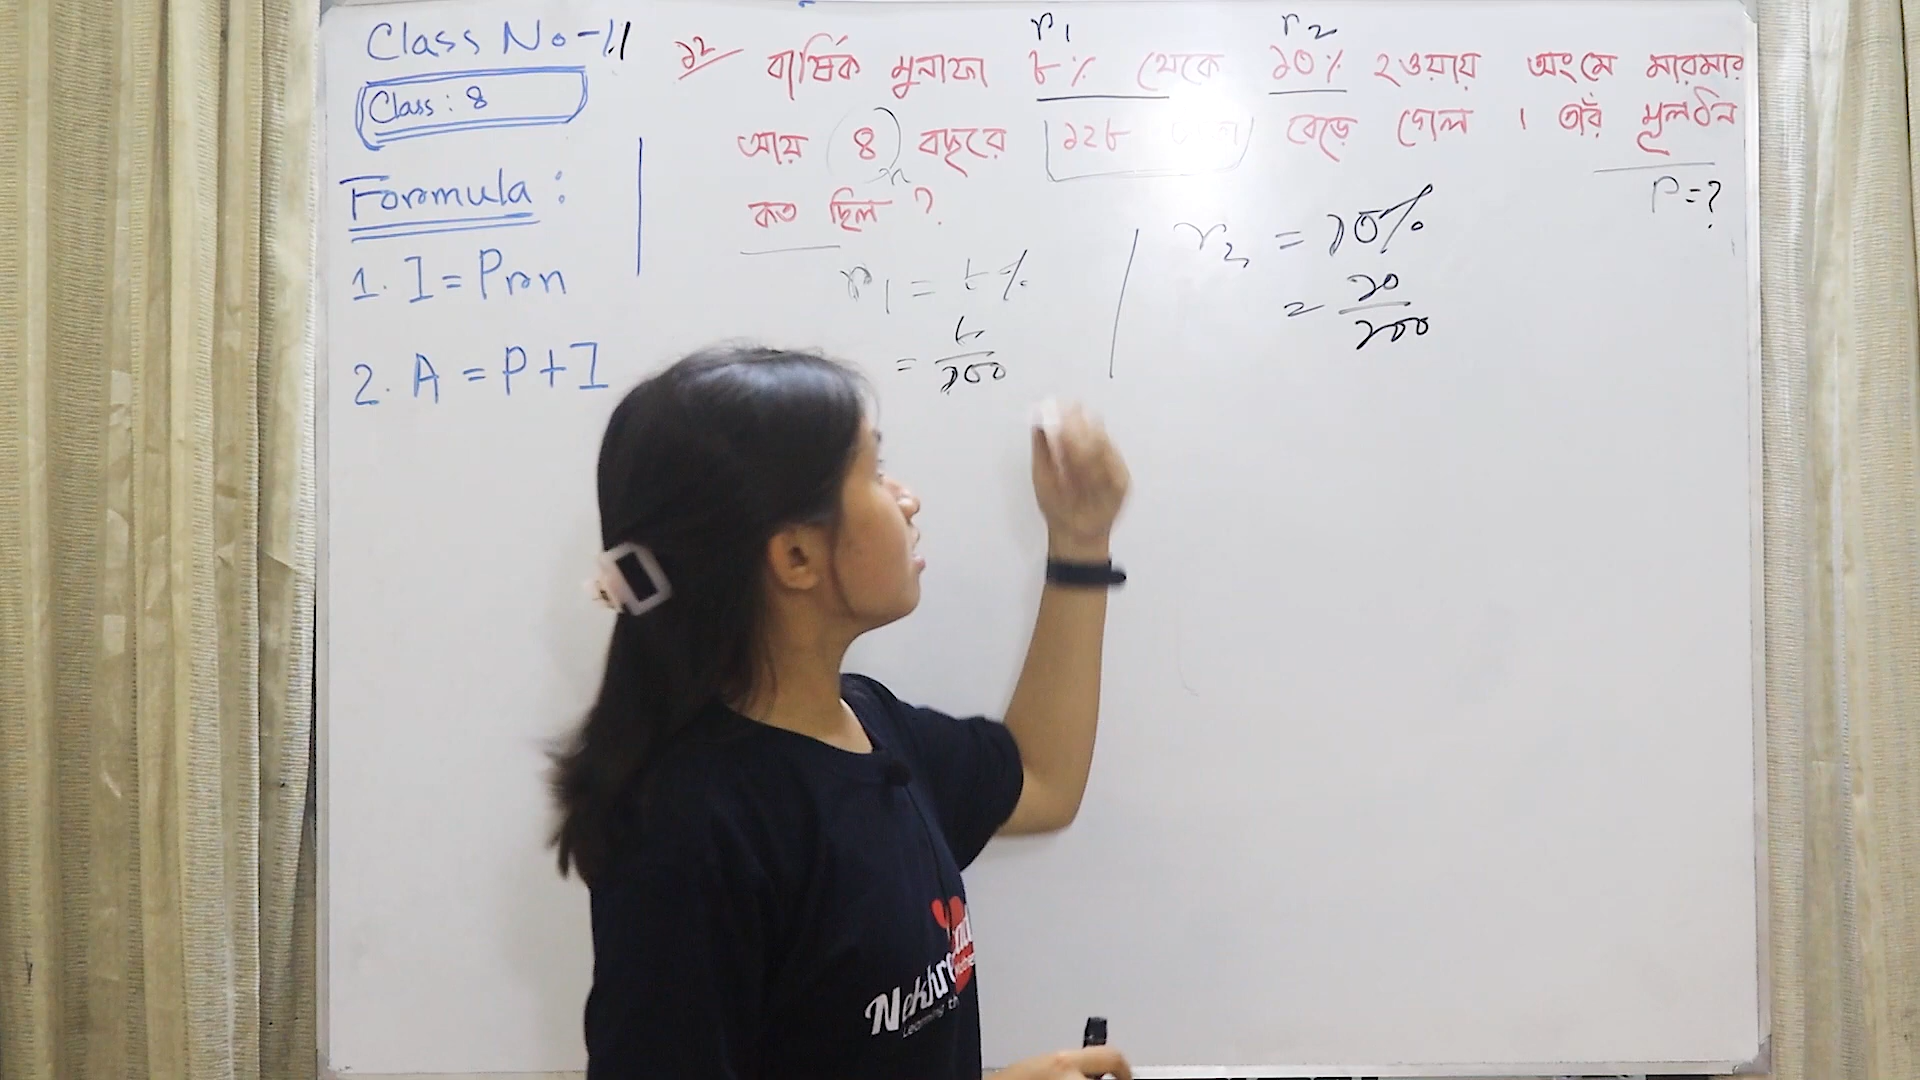 Class No-11
Class : 8
Formula :
1. I = Prn
2. A = P + I
r1 r2
১২ বার্ষিক মুনাফা ৮% থেকে ১০% হওয়ায় অংসে মারমার
আয় ৪ বছরে ১২৮ বেড়ে গেল । তাঁর মূলধন
n
কত ছিল ?
P = ?
r1 = ৮%
= ৮/১০০
r2 = ১০%
= ১০/১০০